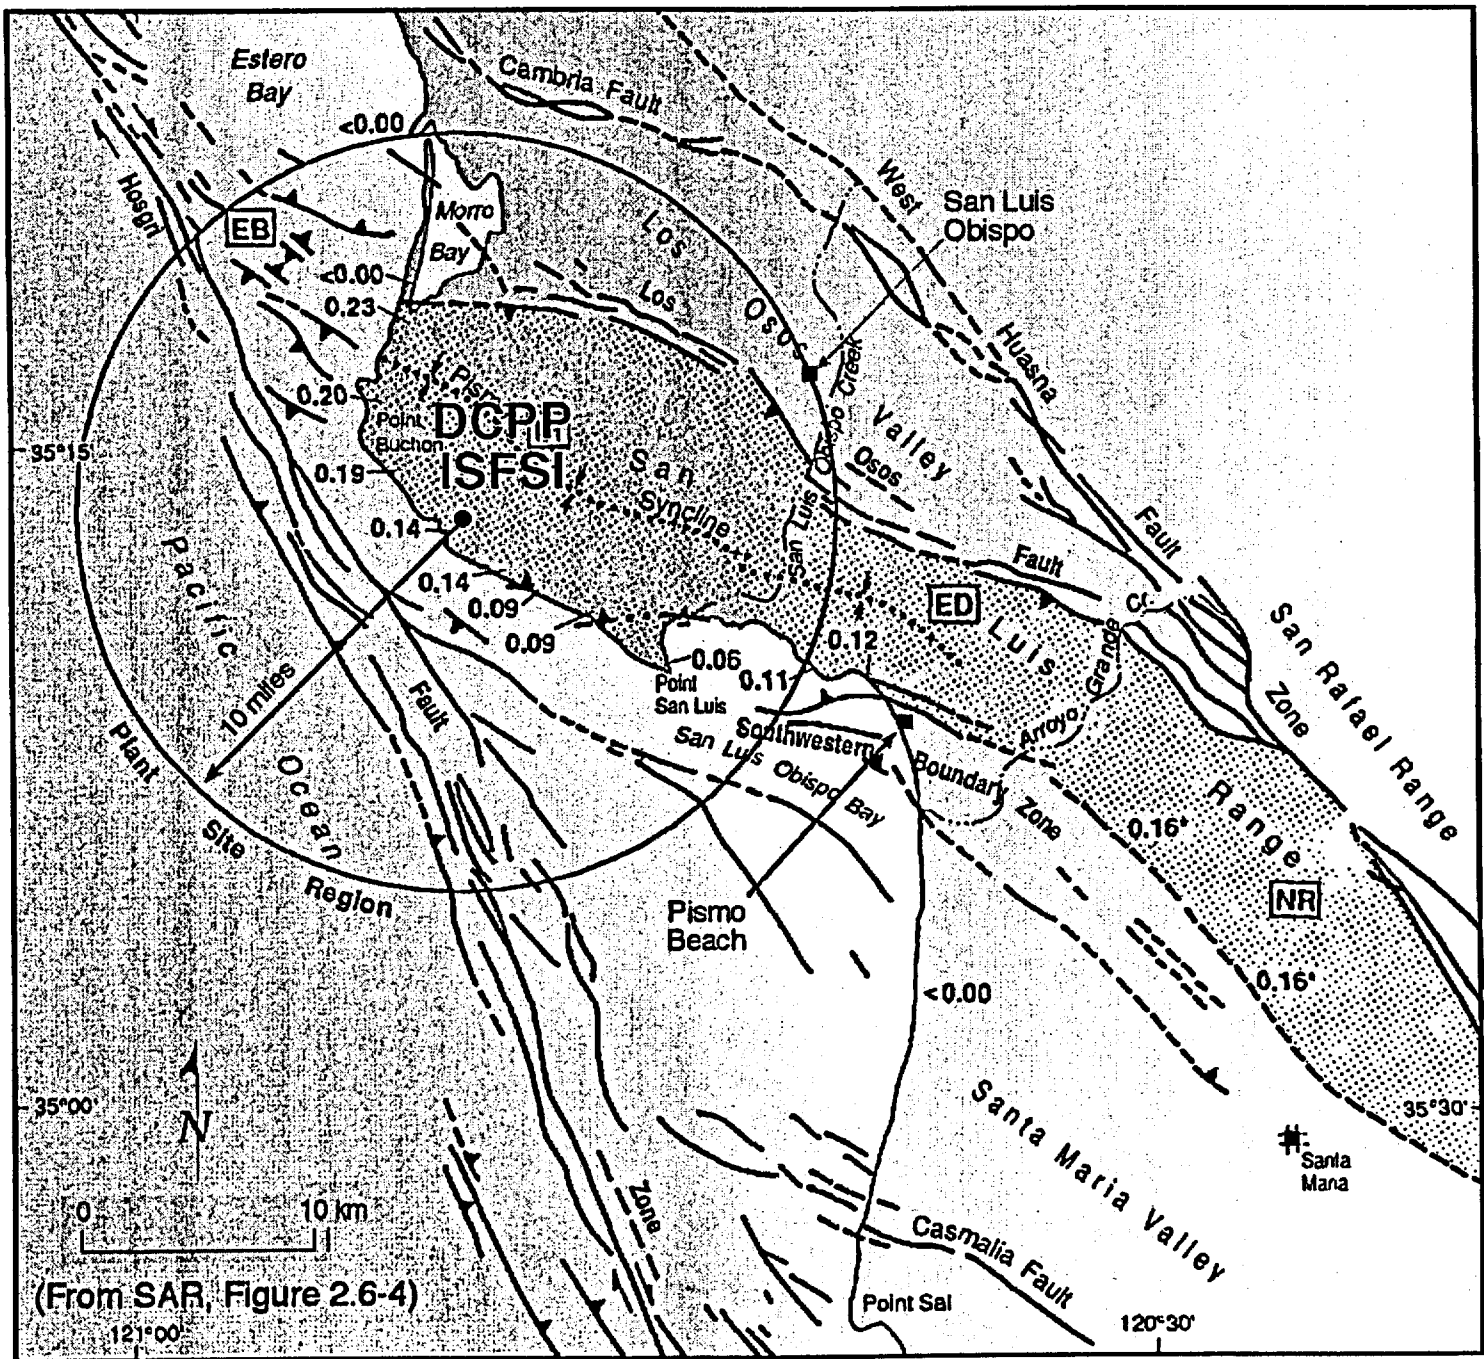 Estero
Bay
Cambria Fault
<0.00
West
San Luis
Obispo
Hosgri
EB
Morro
Bay
Los
<0.00
0.23
Los
Osos
Huasna
0.20
Point
Buchon
DCPP
ISFSI
35°15'
San
Syncline
Obispo Creek
San Luis
Valley
Osos
0.19
0.14
Fault
Fault
Pacific
0.14
0.09
0.09
ED
Luis
0.12
0.06
Point
San Luis
0.11
Grande
Arroyo
San Rafael Range
Zone
10 miles
Fault
Southwestern
Boundary
Zone
San Luis Obispo Bay
Plant
Site
Region
Ocean
0.16*
Range
NR
Pismo
Beach
0.16*
<0.00
35°00'
N
Santa Maria Valley
35°30'
Santa
Maria
0
10 km
Zone
Casmalia Fault
(From SAR, Figure 2.6-4)
Point Sal
121°00'
120°30'